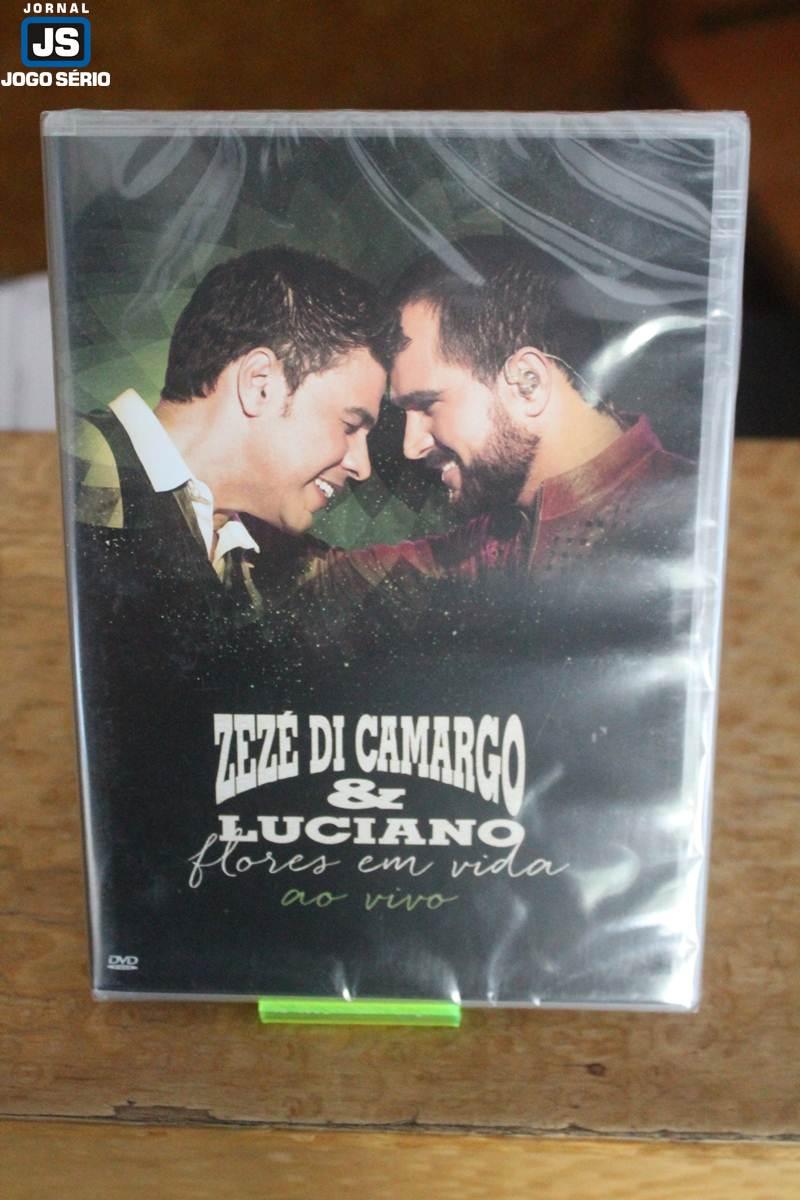 JORNAL
JS
JOGO SÉRIO
ZEZÉ DI CAMARGO
&
LUCIANO
flores em vida
ao vivo
DVD